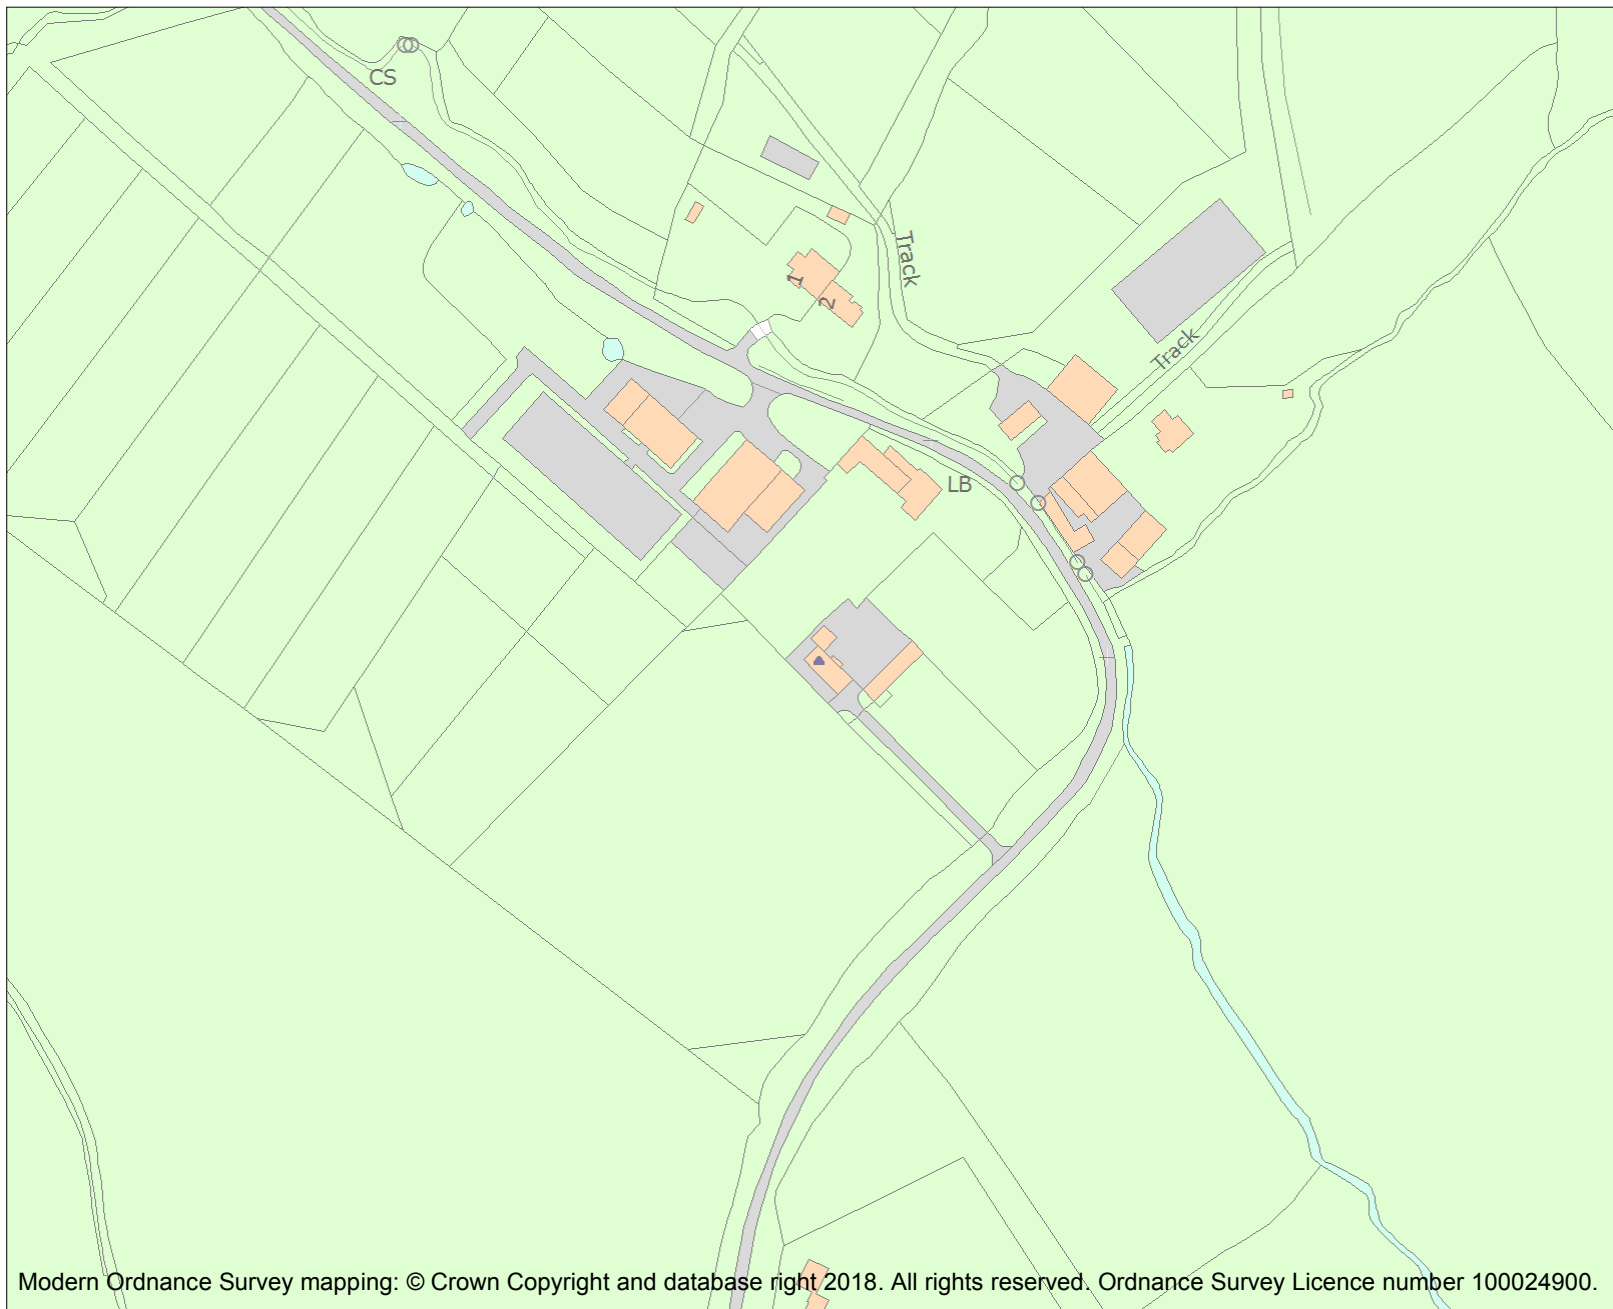 CS
Track
1
2
Track
LB
Modern Ordnance Survey mapping: © Crown Copyright and database right 2018. All rights reserved. Ordnance Survey Licence number 100024900.